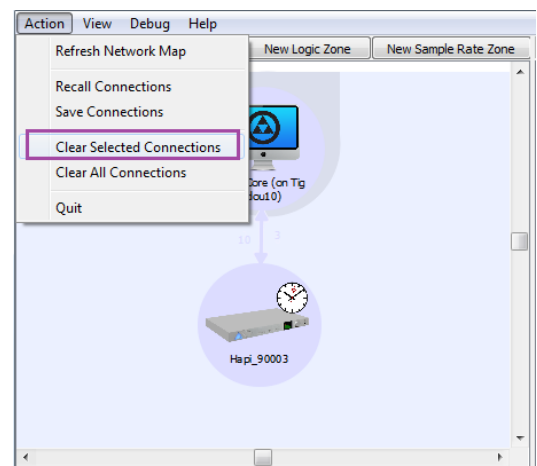 Action View Debug Help
Refresh Network Map
New Logic Zone
New Sample Rate Zone
Recall Connections
Save Connections
Clear Selected Connections
Clear All Connections
Quit
Core (on Tig
dou10)
10 3
Hapi_90003